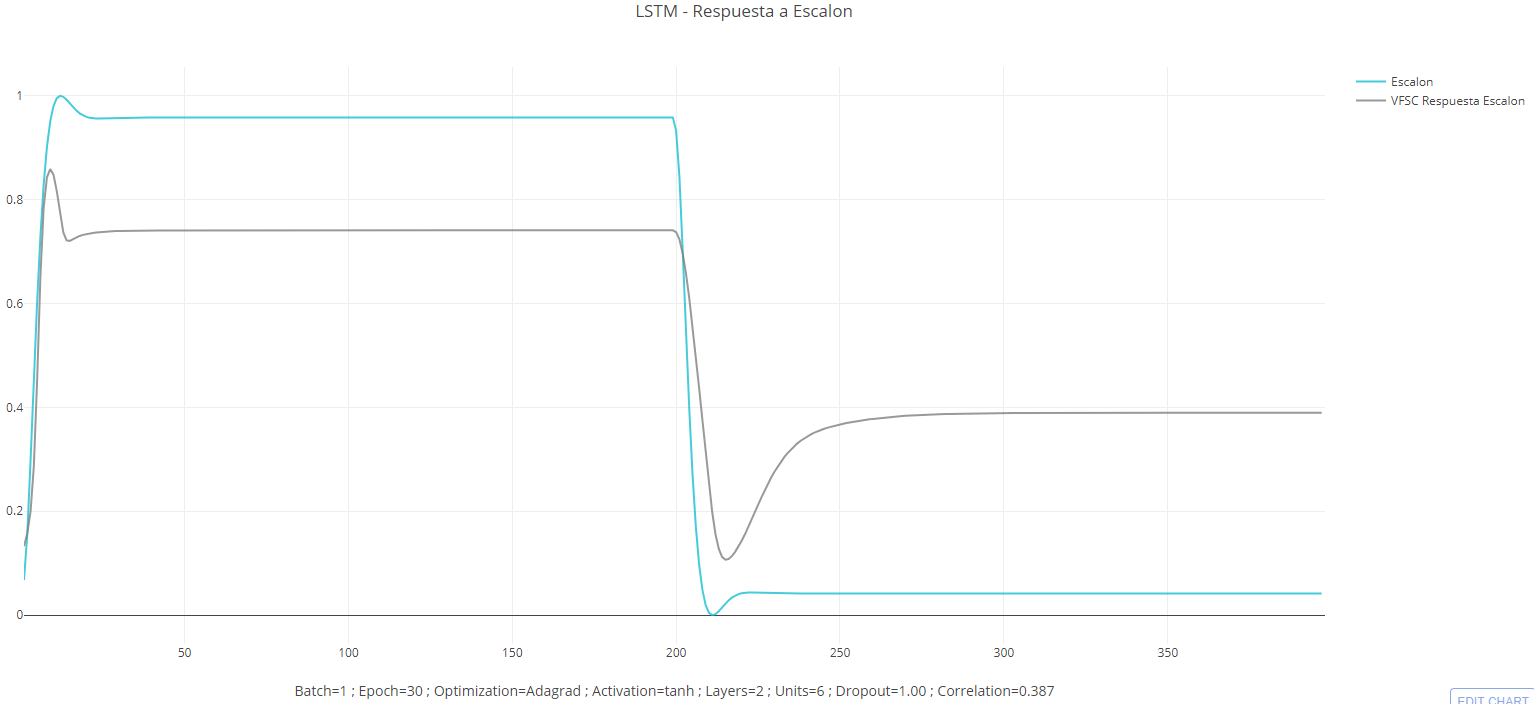 LSTM - Respuesta a Escalon
Escalon
VFSC Respuesta Escalon
1
0.8
0.6
0.4
0.2
0
50 100 150 200 250 300 350
Batch=1 ; Epoch=30 ; Optimization=Adagrad ; Activation=tanh ; Layers=2 ; Units=6 ; Dropout=1.00 ; Correlation=0.387
EDIT CHART